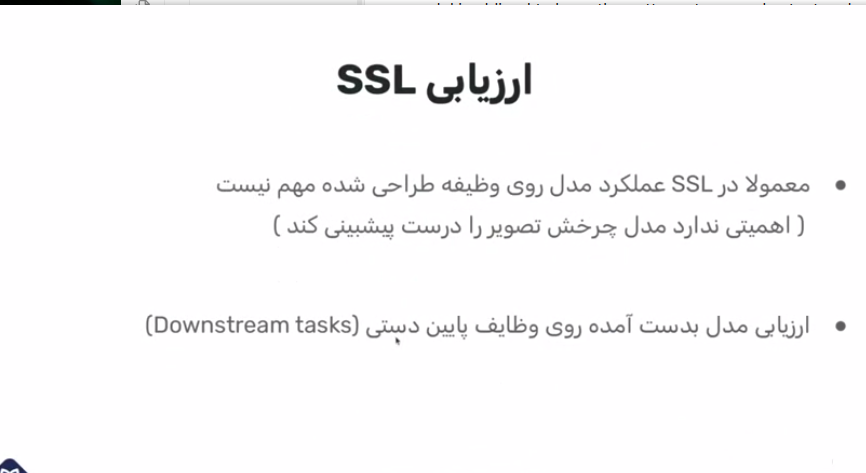 ارزیابی SSL
● معمولا در SSL عملکرد مدل روی وظیفه طراحی شده مهم نیست
( اهمیتی ندارد مدل چرخش تصویر را درست پیشبینی کند )
● ارزیابی مدل بدست آمده روی وظایف پایین دستی (Downstream tasks)